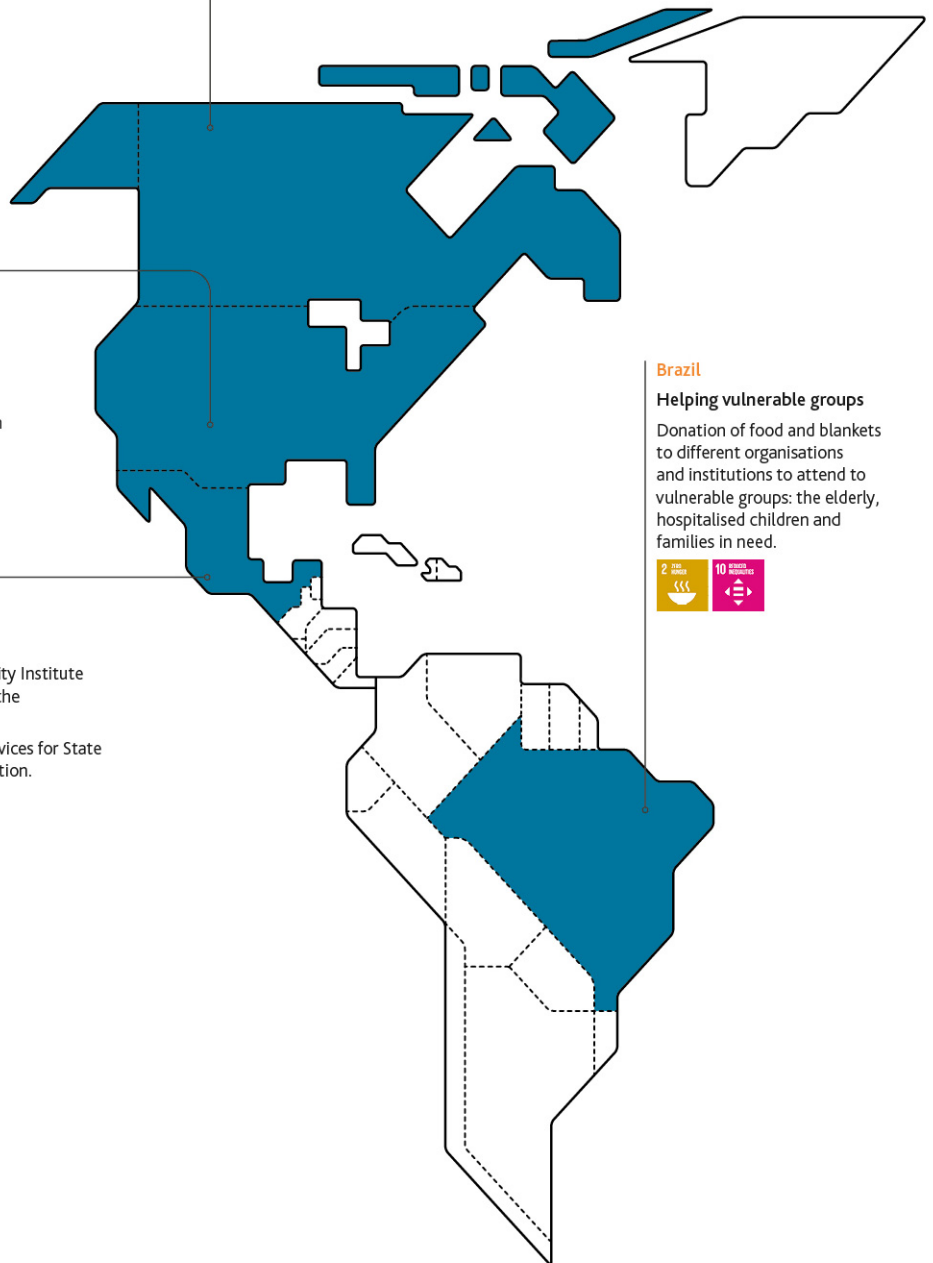 n
ity Institute
the
vices for State
tion.
Brazil
Helping vulnerable groups
Donation of food and blankets
to different organisations
and institutions to attend to
vulnerable groups: the elderly,
hospitalised children and
families in need.
2 ZERO
HUNGER
10 REDUCED
INEQUALITIES